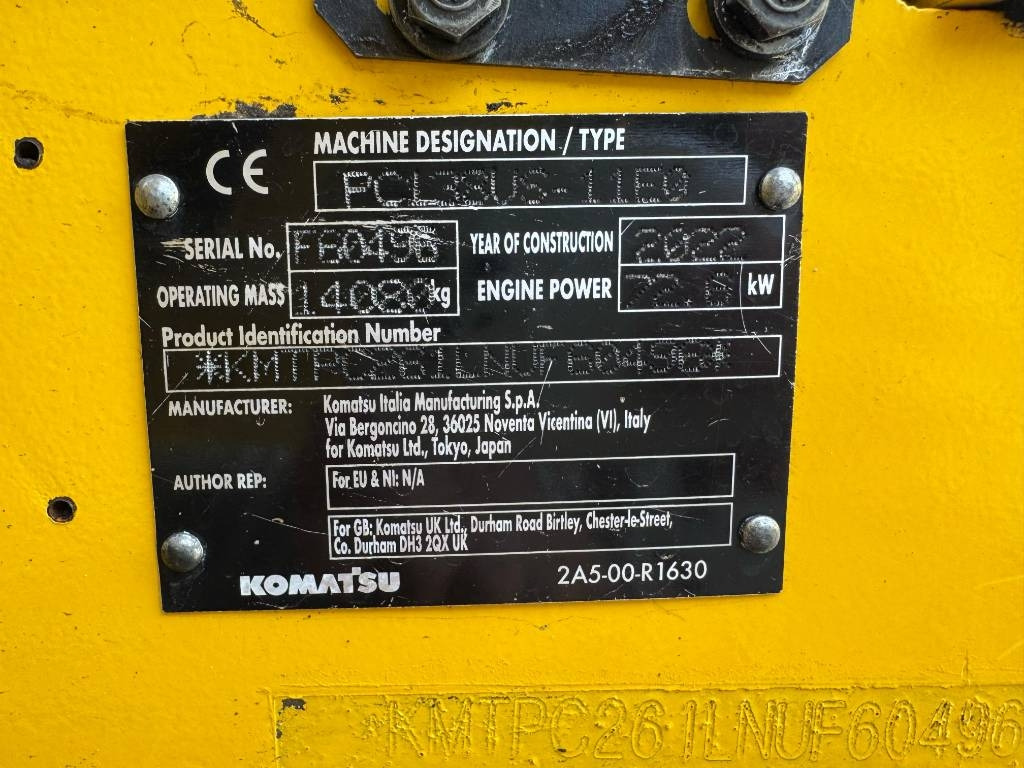 CE
MACHINE DESIGNATION / TYPE
PC138US-11E0
SERIAL No. F60496 YEAR OF CONSTRUCTION 2022
OPERATING MASS 14080 kg ENGINE POWER kW
Product Identification Number
*KMTPC261LNUF60496*
MANUFACTURER: Komatsu Italia Manufacturing S.p.A.
Via Bergoncino 28, 36025 Noventa Vicentina (VI), Italy
for Komatsu Ltd., Tokyo, Japan
AUTHOR REP: For EU & NI: N/A
For GB: Komatsu UK Ltd., Durham Road Birtley, Chester-le-Street,
Co. Durham DH3 2QX UK
KOMATSU 2A5-00-R1630
*KMTPC261LNUF60496